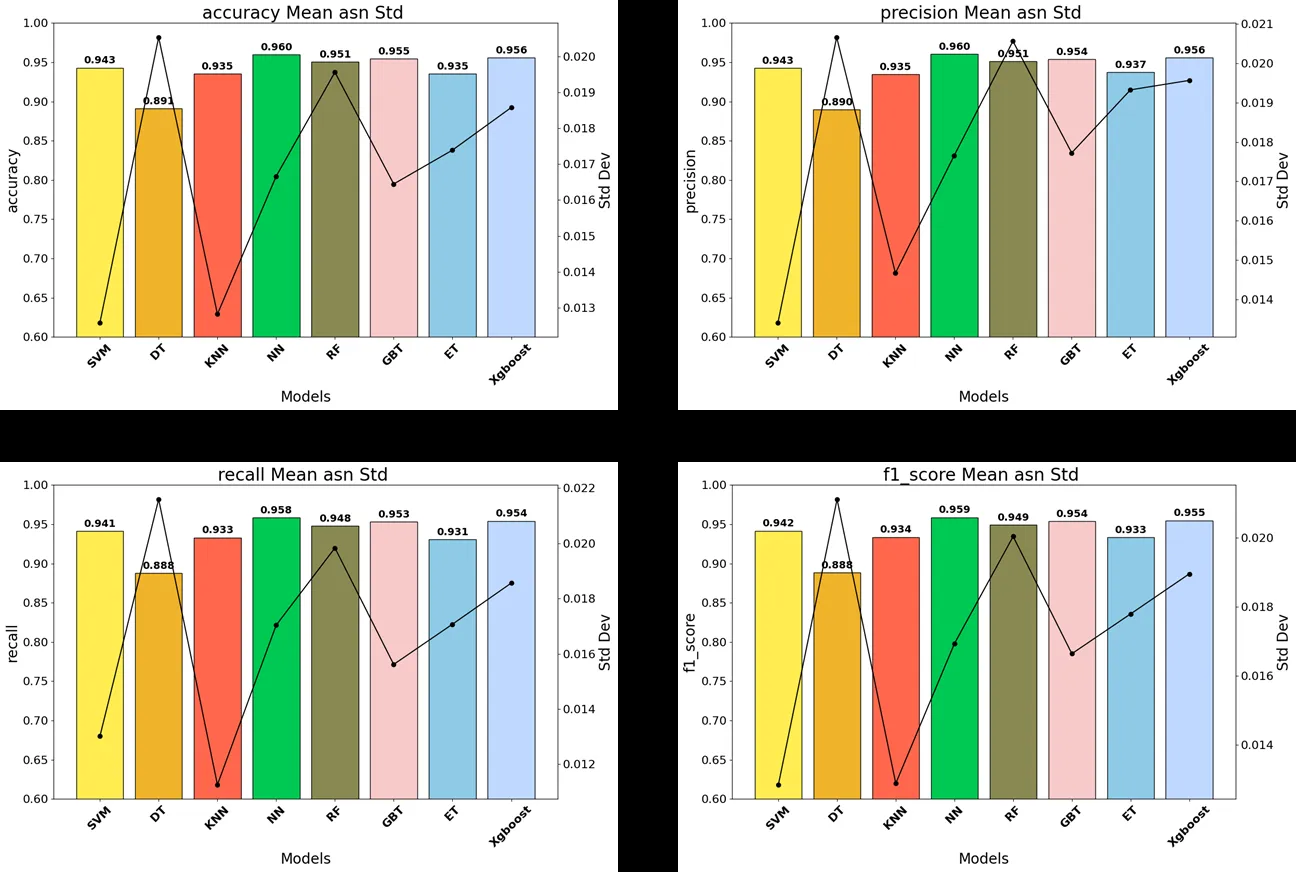 accuracy Mean asn Std
1.00
0.95
0.90
0.85
0.80
0.75
0.70
0.65
0.60
accuracy
0.943
0.891
0.935
0.960
0.951
0.955
0.935
0.956
0.020
0.019
0.018
0.017
0.016
0.015
0.014
0.013
Std Dev
SVM
DT
KNN
NN
RF
GBT
ET
Xgboost
Models
precision Mean asn Std
1.00
0.95
0.90
0.85
0.80
0.75
0.70
0.65
0.60
precision
0.943
0.890
0.935
0.960
0.951
0.954
0.937
0.956
0.021
0.020
0.019
0.018
0.017
0.016
0.015
0.014
Std Dev
SVM
DT
KNN
NN
RF
GBT
ET
Xgboost
Models
recall Mean asn Std
1.00
0.95
0.90
0.85
0.80
0.75
0.70
0.65
0.60
recall
0.941
0.888
0.933
0.958
0.948
0.953
0.931
0.954
0.022
0.020
0.018
0.016
0.014
0.012
Std Dev
SVM
DT
KNN
NN
RF
GBT
ET
Xgboost
Models
f1_score Mean asn Std
1.00
0.95
0.90
0.85
0.80
0.75
0.70
0.65
0.60
f1_score
0.942
0.888
0.934
0.959
0.949
0.954
0.933
0.955
0.020
0.018
0.016
0.014
Std Dev
SVM
DT
KNN
NN
RF
GBT
ET
Xgboost
Models